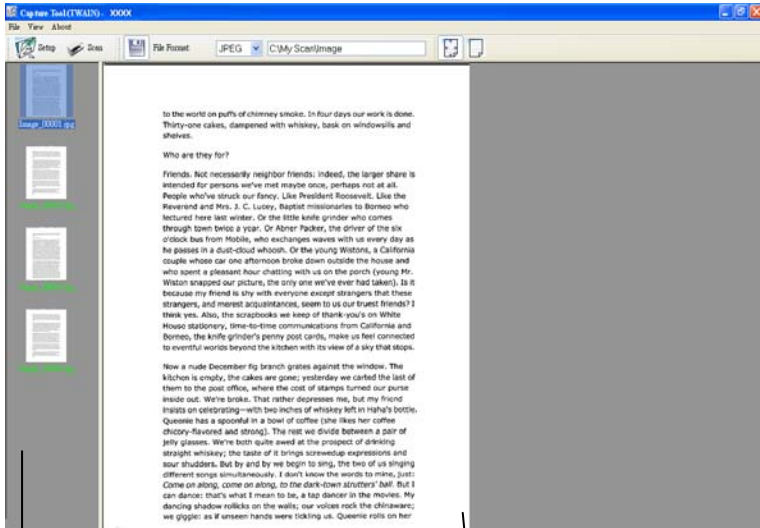 Capture Tool(TWAIN) - XXXX
File View About
Setup Scan File Format JPEG C:\My Scan\Image
Image_00001.jpg
to the world on puffs of chimney smoke. In four days our work is done.
Thirty-one cakes, dampened with whiskey, bask on windowsills and
shelves.
Who are they for?
Friends. Not necessarily neighbor friends: indeed, the larger share is
intended for persons we've met maybe once, perhaps not at all.
People who've struck our fancy. Like President Roosevelt. Like the
Reverend and Mrs. J. C. Lucey, Baptist missionaries to Borneo who
lectured here last winter. Or the little knife grinder who comes
through town twice a year. Or Abner Packer, the driver of the six
o'clock bus from Mobile, who exchanges waves with us every day as
he passes in a dust-cloud whoosh. Or the young Wistons, a California
couple whose car one afternoon broke down outside the house and
who spent a pleasant hour chatting with us on the porch (young Mr.
Wiston snapped our picture, the only one we've ever had taken). Is it
because my friend is shy with everyone except strangers that these
strangers, and merest acquaintances, seem to us our truest friends? I
think yes. Also, the scrapbooks we keep of thank-you's on White
House stationery, time-to-time communications from California and
Borneo, the knife grinder's penny post cards, make us feel connected
to eventful worlds beyond the kitchen with its view of a sky that stops.
Now a nude December fig branch grates against the window. The
kitchen is empty, the cakes are gone; yesterday we carted the last of
them to the post office, where the cost of stamps turned our purse
inside out. We're broke. That rather depresses me, but my friend
insists on celebrating—with two inches of whiskey left in Haha's bottle.
Queenie has a spoonful in a bowl of coffee (she likes her coffee
chicory-flavored and strong). The rest we divide between a pair of
jelly glasses. We're both quite awed at the prospect of drinking
straight whiskey; the taste of it brings screwedup expressions and
sour shudders. But by and by we begin to sing, the two of us singing
different songs simultaneously. I don't know the words to mine, just:
Come on along, come on along, to the dark-town strutters' ball. But I
can dance: that's what I mean to be, a tap dancer in the movies. My
dancing shadow rollicks on the walls; our voices rock the chinaware;
we giggle: as if unseen hands were tickling us. Queenie rolls on her